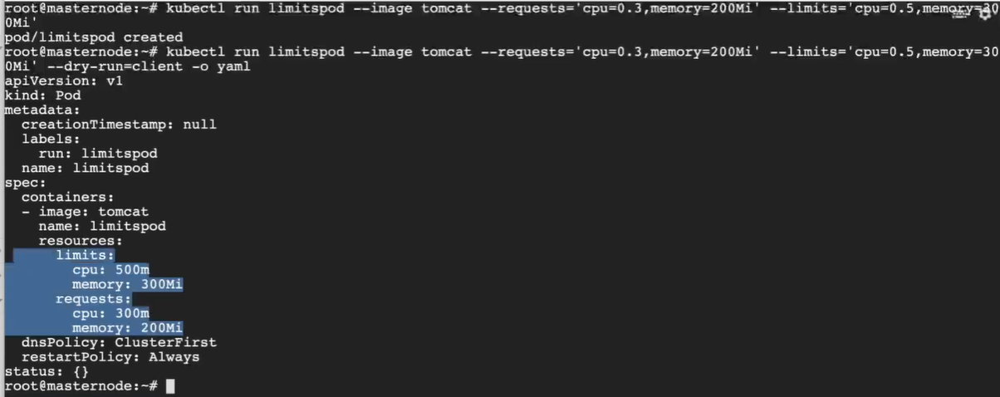 root@masternode:~# kubectl run limitspod --image tomcat --requests='cpu=0.3,memory=200Mi' --limits='cpu=0.5,memory=30
0Mi'
pod/limitspod created
root@masternode:~# kubectl run limitspod --image tomcat --requests='cpu=0.3,memory=200Mi' --limits='cpu=0.5,memory=30
0Mi' --dry-run=client -o yaml
apiVersion: v1
kind: Pod
metadata:
  creationTimestamp: null
  labels:
    run: limitspod
  name: limitspod
spec:
  containers:
  - image: tomcat
    name: limitspod
    resources:
      limits:
        cpu: 500m
        memory: 300Mi
      requests:
        cpu: 300m
        memory: 200Mi
  dnsPolicy: ClusterFirst
  restartPolicy: Always
status: {}
root@masternode:~#